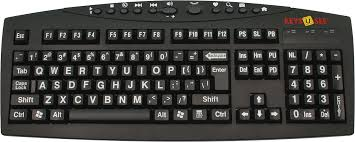 KEYS U SEE
Esc F1 F2 F3 F4 F5 F6 F7 F8 F9 F10 F11 F12 PS SL PB
1 2 3 4 5 6 7 8 9 0 Ins Hm PU NL / * -
Tab Q W E R T Y U I O P Del End PD 7 8 9 +
Caps Lock A S D F G H J K L 4 5 6
Shift Z X C V B N M Shift 1 2 3
Ctrl Alt Alt Ctrl 0 Ins